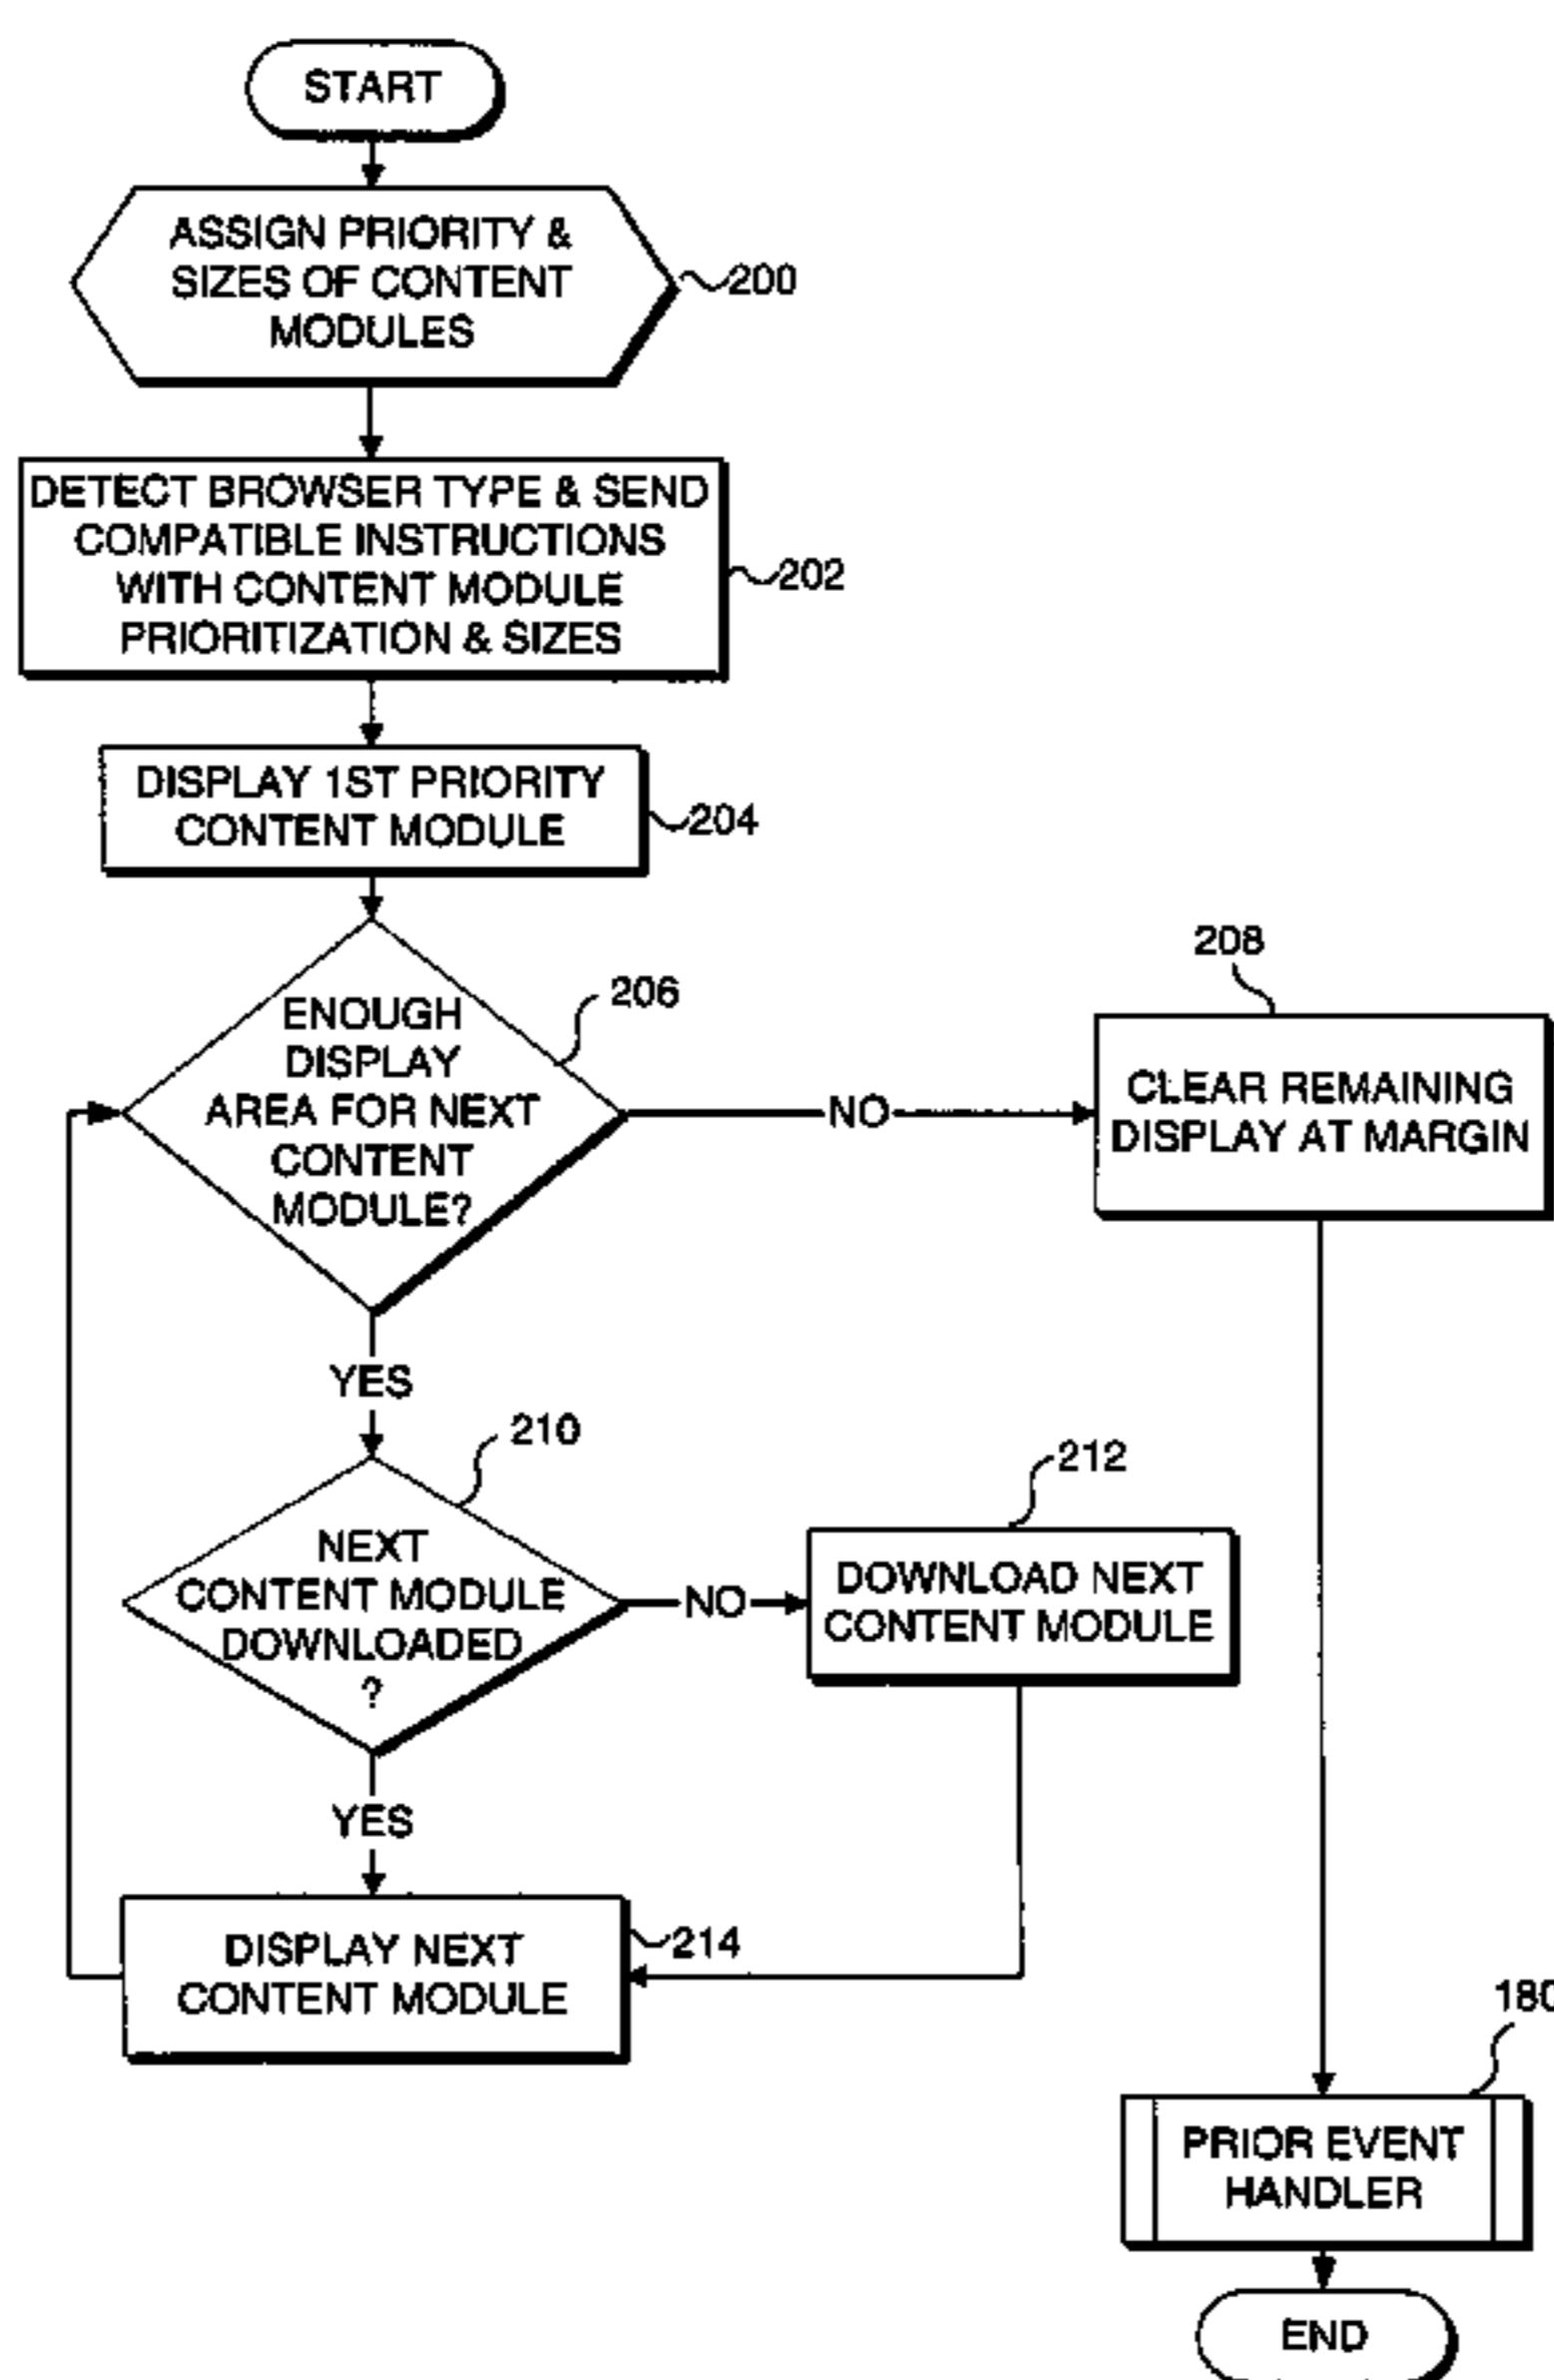 START
ASSIGN PRIORITY &
SIZES OF CONTENT
MODULES
200
DETECT BROWSER TYPE & SEND
COMPATIBLE INSTRUCTIONS
WITH CONTENT MODULE
PRIORITIZATION & SIZES
202
DISPLAY 1ST PRIORITY
CONTENT MODULE
204
ENOUGH
DISPLAY
AREA FOR NEXT
CONTENT
MODULE?
206
NO
208
CLEAR REMAINING
DISPLAY AT MARGIN
YES
210
NEXT
CONTENT MODULE
DOWNLOADED
?
NO
212
DOWNLOAD NEXT
CONTENT MODULE
YES
DISPLAY NEXT
CONTENT MODULE
214
180
PRIOR EVENT
HANDLER
END